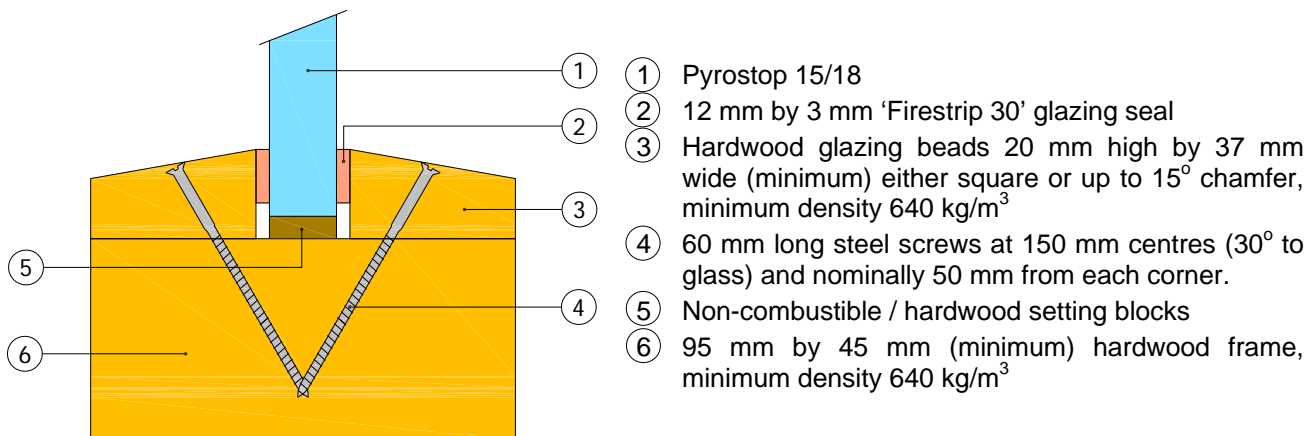 1
2
3
4
5
6
1 Pyrostop 15/18
2 12 mm by 3 mm ‘Firestrip 30’ glazing seal
3 Hardwood glazing beads 20 mm high by 37 mm
wide (minimum) either square or up to 15° chamfer,
minimum density 640 kg/m³
4 60 mm long steel screws at 150 mm centres (30° to
glass) and nominally 50 mm from each corner.
5 Non-combustible / hardwood setting blocks
6 95 mm by 45 mm (minimum) hardwood frame,
minimum density 640 kg/m³